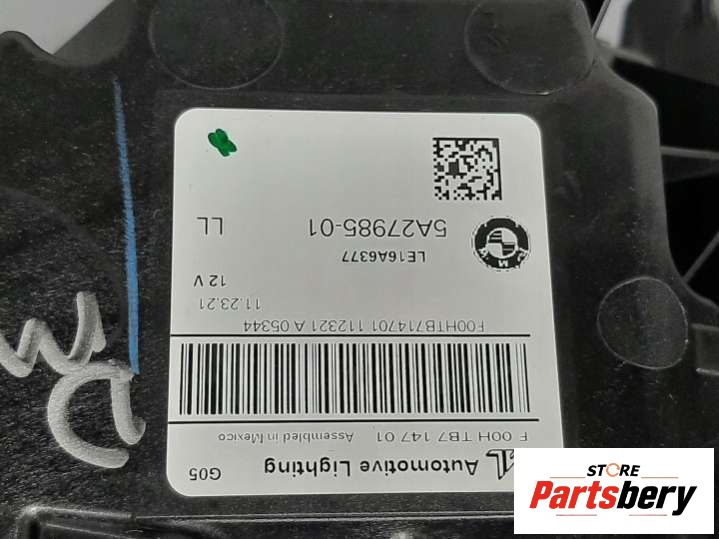 Automotive Lighting
G05
F 00H TB7 147 01 Assembled in Mexico
F00HTB714701 112321 A 05344
11.23.21
12 V
LE16A6377
5A27985-01 LL
STORE
Partsbery